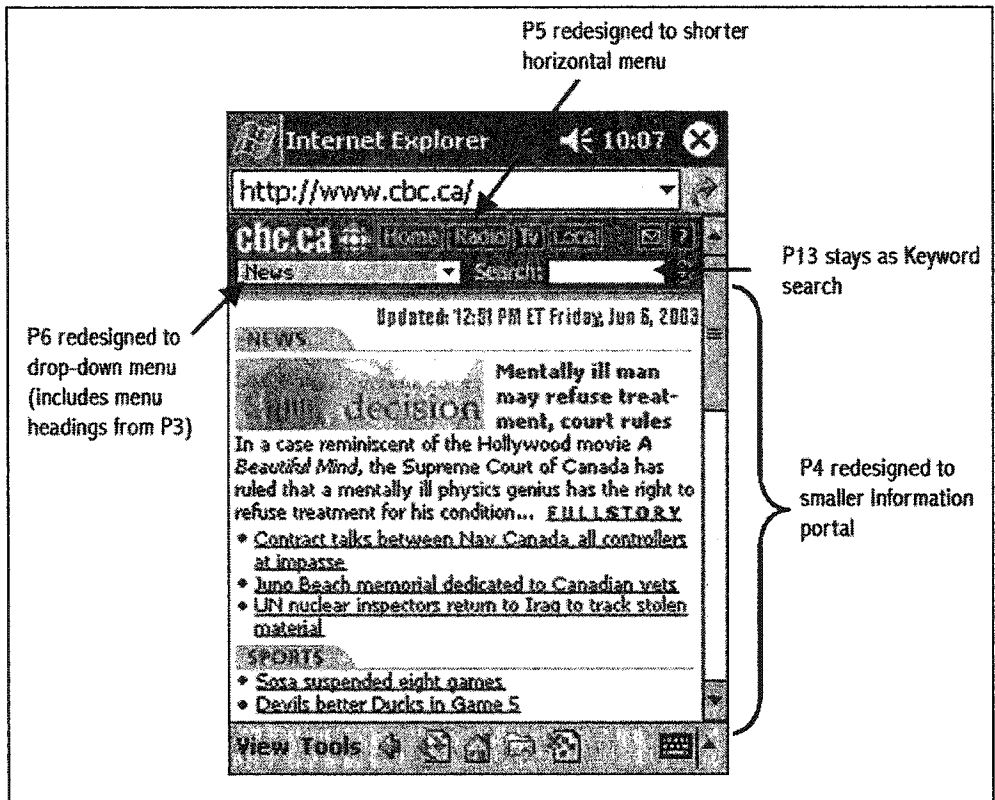 P5 redesigned to shorter
horizontal menu
Internet Explorer 10:07
http://www.cbc.ca/
cbc.ca Home Radio TV Local ?
News Search:
P13 stays as Keyword
search
Updated: 12:51 PM ET Friday, Jun 6, 2003
NEWS
P6 redesigned to
drop-down menu
(includes menu
headings from P3)
decision
Mentally ill man
may refuse treat-
ment, court rules
In a case reminiscent of the Hollywood movie A
Beautiful Mind, the Supreme Court of Canada has
ruled that a mentally ill physics genius has the right to
refuse treatment for his condition... FULLSTORY
• Contract talks between Nav Canada, all controllers
at impasse
• Juno Beach memorial dedicated to Canadian vets
• UN nuclear inspectors return to Iraq to track stolen
material
P4 redesigned to
smaller Information
portal
SPORTS
• Sosa suspended eight games
• Devils better Ducks in Game 5
View Tools